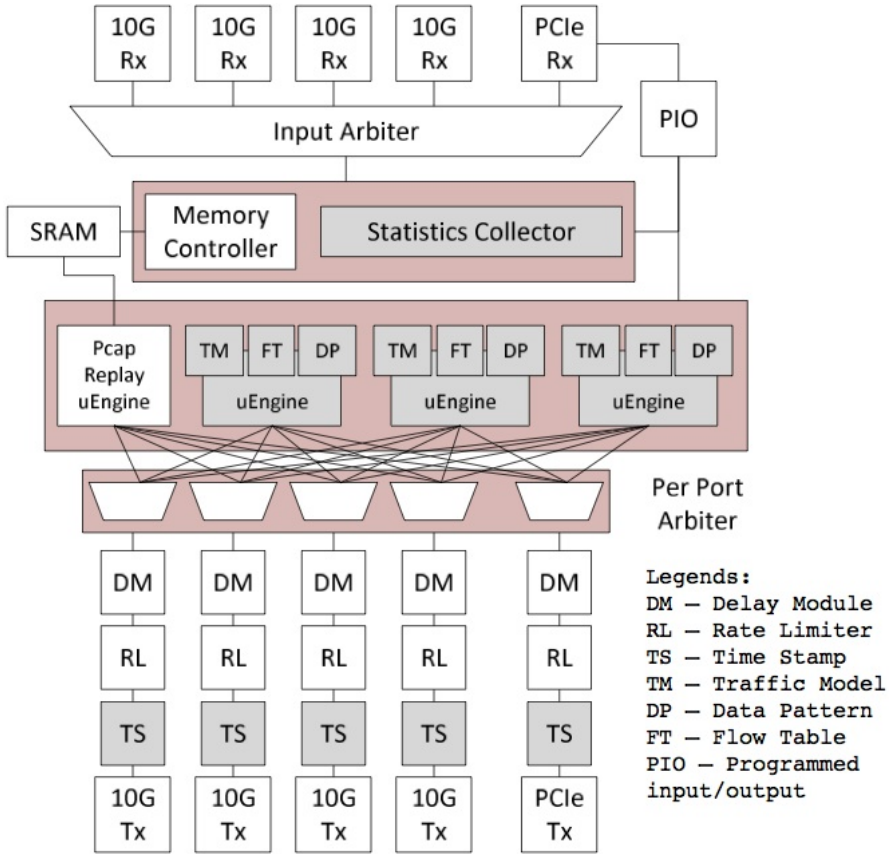 10G
Rx
10G
Rx
10G
Rx
10G
Rx
PCIe
Rx
PIO
Input Arbiter
SRAM
Memory
Controller
Statistics Collector
Pcap
Replay
uEngine
TM
FT
DP
uEngine
TM
FT
DP
uEngine
TM
FT
DP
uEngine
Per Port
Arbiter
DM
DM
DM
DM
DM
RL
RL
RL
RL
RL
TS
TS
TS
TS
TS
10G
Tx
10G
Tx
10G
Tx
10G
Tx
PCIe
Tx
Legends:
DM – Delay Module
RL – Rate Limiter
TS – Time Stamp
TM – Traffic Model
DP – Data Pattern
FT – Flow Table
PIO – Programmed
input/output